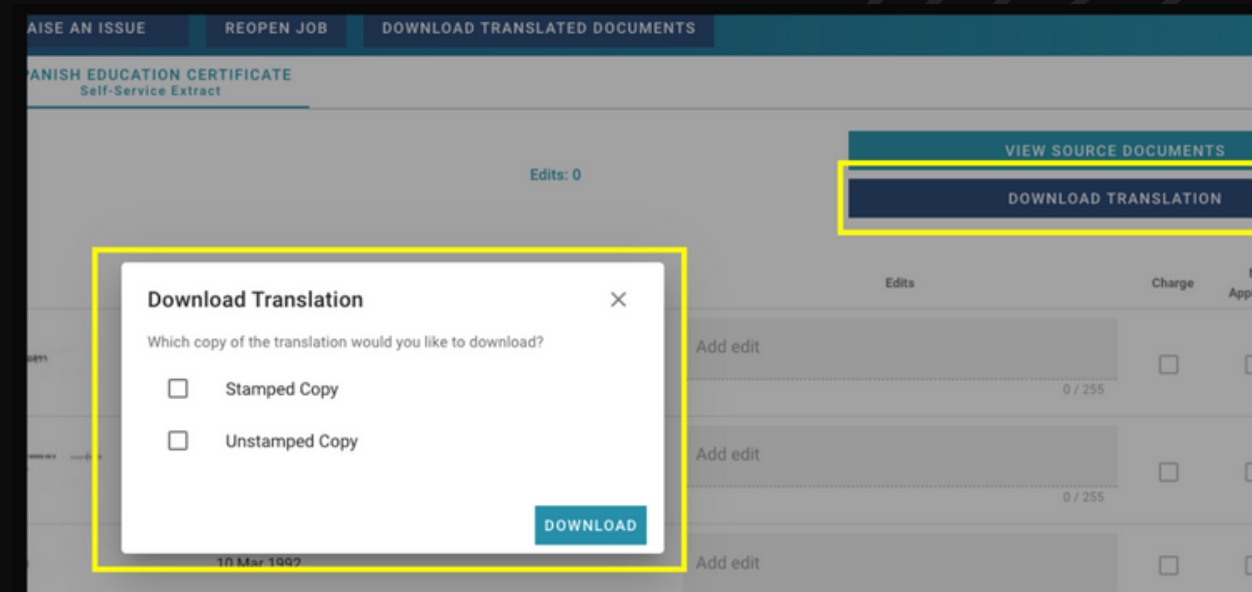 AISE AN ISSUE
REOPEN JOB
DOWNLOAD TRANSLATED DOCUMENTS
PANISH EDUCATION CERTIFICATE
Self-Service Extract
VIEW SOURCE DOCUMENTS
Edits: 0
DOWNLOAD TRANSLATION
Download Translation
Which copy of the translation would you like to download?
Stamped Copy
Unstamped Copy
DOWNLOAD
Edits
Charge
App
Add edit
0 / 255
Add edit
0 / 255
10 Mar 1992
Add edit